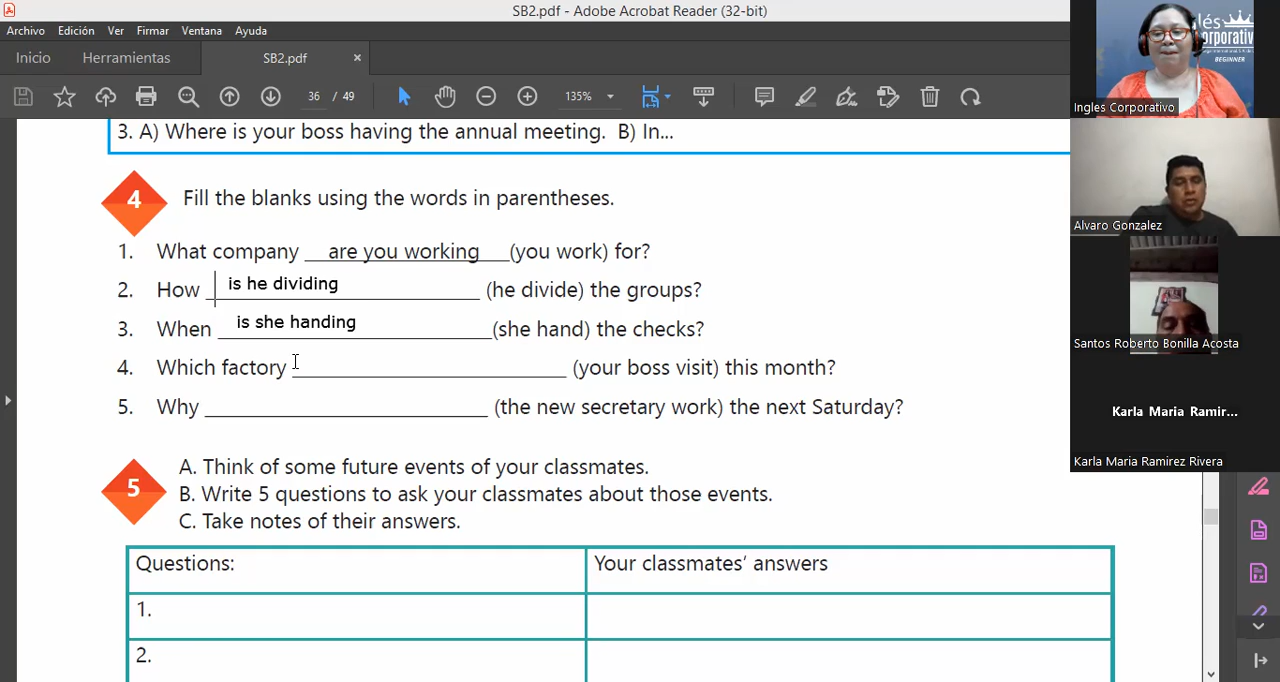 SB2.pdf - Adobe Acrobat Reader (32-bit)
Archivo Edición Ver Firmar Ventana Ayuda
Inicio Herramientas SB2.pdf ×
36 / 49 135%
3. A) Where is your boss having the annual meeting. B) In...
4 Fill the blanks using the words in parentheses.
1. What company __are you working__(you work) for?
2. How is he dividing (he divide) the groups?
3. When is she handing (she hand) the checks?
4. Which factory ____ (your boss visit) this month?
5. Why ____ (the new secretary work) the next Saturday?
5 A. Think of some future events of your classmates.
B. Write 5 questions to ask your classmates about those events.
C. Take notes of their answers.
Questions: Your classmates’ answers
1.
2.
lés
orporativ
BEGINNER
Ingles Corporativo
Alvaro Gonzalez
Santos Roberto Bonilla Acosta
Karla Maria Ramir...
Karla Maria Ramirez Rivera